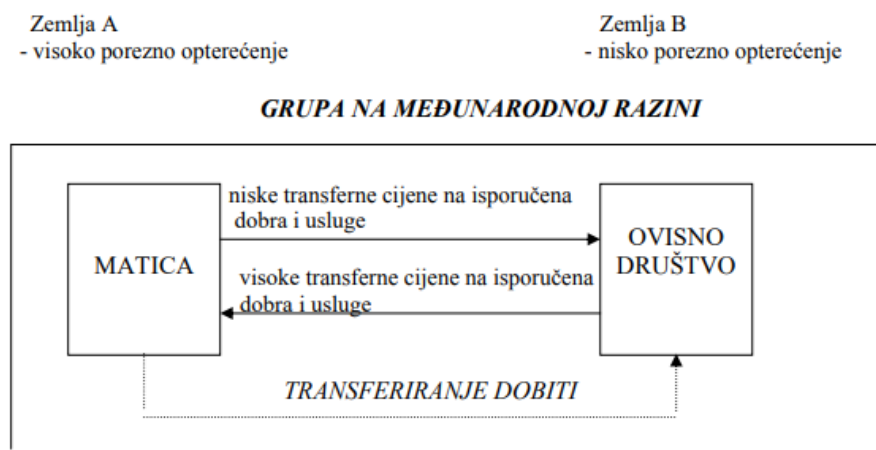 Zemlja A
- visoko porezno opterećenje
Zemlja B
- nisko porezno opterećenje
GRUPA NA MEĐUNARODNOJ RAZINI
MATICA
niske transferne cijene na isporučena
dobra i usluge
visoke transferne cijene na isporučena
dobra i usluge
OVISNO
DRUŠTVO
TRANSFERIRANJE DOBITI